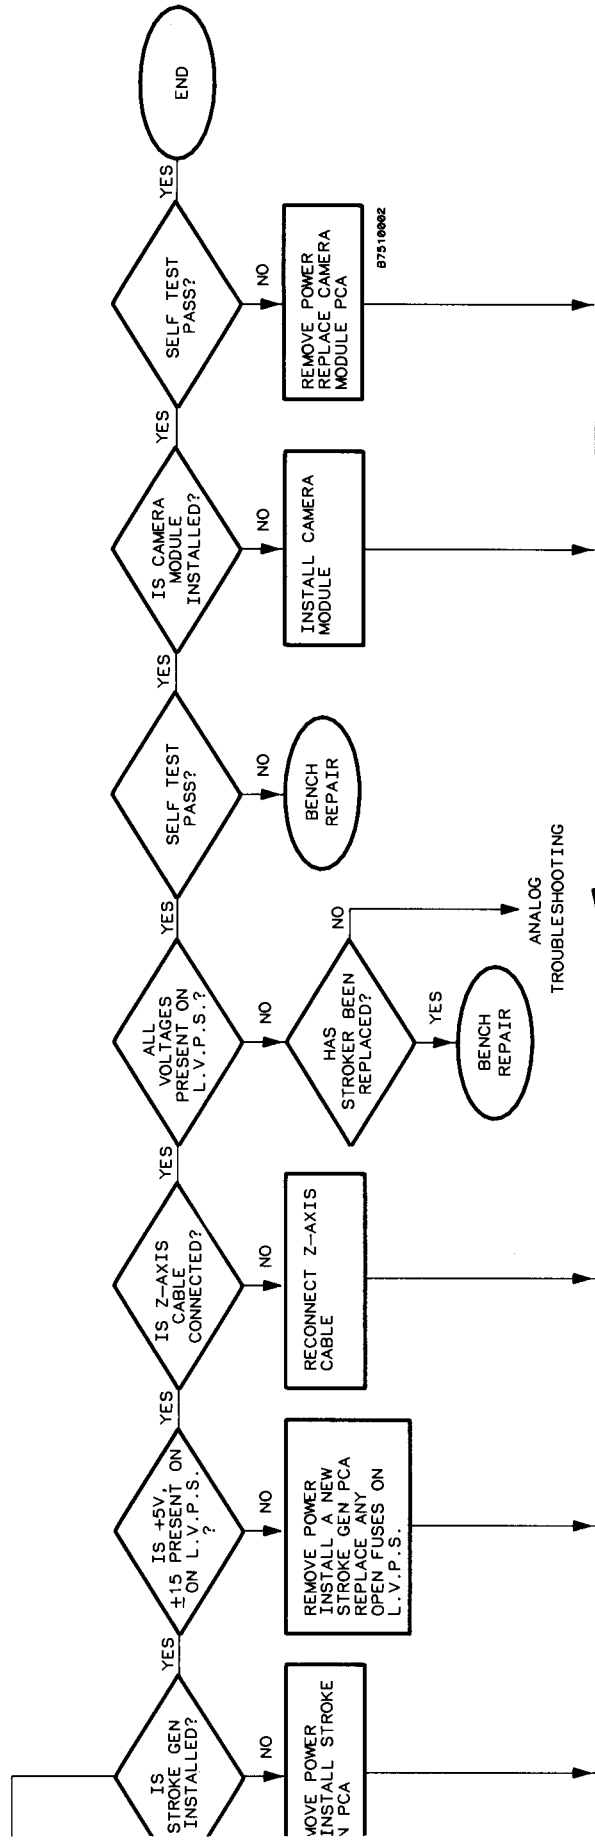 IS
STROKE GEN
INSTALLED?
YES
NO
MOVE POWER
INSTALL STROKE
N PCA
IS +5V,
±15 PRESENT ON
ON L.V.P.S.
?
YES
NO
REMOVE POWER
INSTALL A NEW
STROKE GEN PCA
REPLACE ANY
OPEN FUSES ON
L.V.P.S.
IS Z-AXIS
CABLE
CONNECTED?
YES
NO
RECONNECT Z-AXIS
CABLE
ALL
VOLTAGES
PRESENT ON
L.V.P.S.?
YES
NO
HAS
STROKER BEEN
REPLACED?
NO
YES
BENCH
REPAIR
ANALOG
TROUBLESHOOTING
SELF TEST
PASS?
YES
NO
BENCH
REPAIR
IS CAMERA
MODULE
INSTALLED?
YES
NO
INSTALL CAMERA
MODULE
SELF TEST
PASS?
YES
NO
REMOVE POWER
REPLACE CAMERA
MODULE PCA
B7510002
END